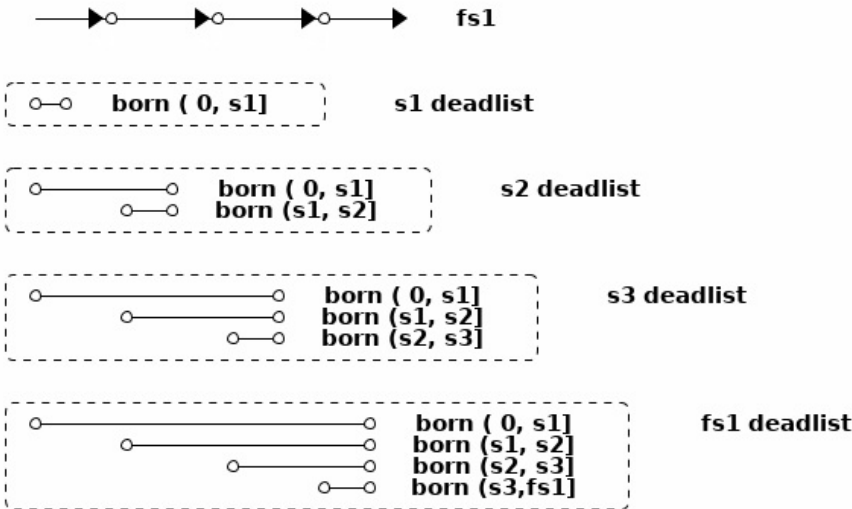 fs1
born ( 0, s1] s1 deadlist
born ( 0, s1] s2 deadlist
born (s1, s2]
born ( 0, s1] s3 deadlist
born (s1, s2]
born (s2, s3]
born ( 0, s1] fs1 deadlist
born (s1, s2]
born (s2, s3]
born (s3,fs1]